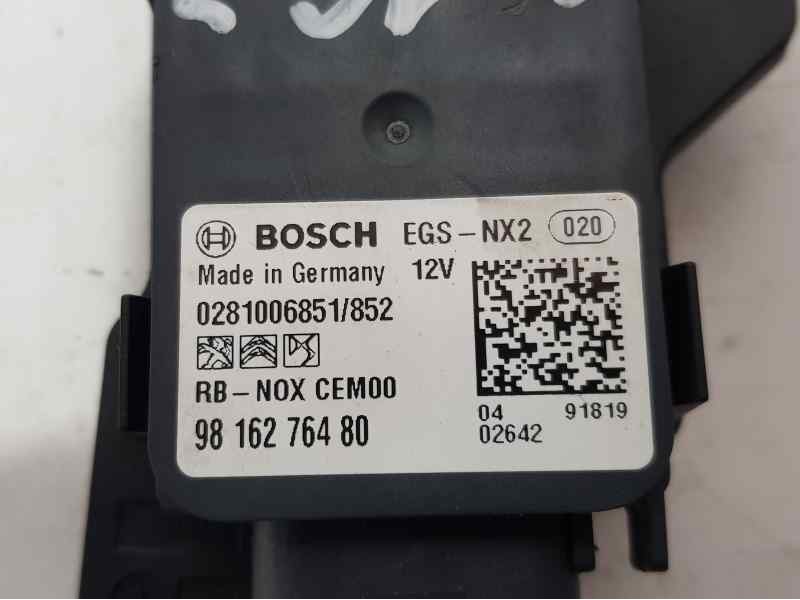 BOSCH EGS-NX2 020
Made in Germany 12V
0281006851/852
RB-NOX CEM00
98 162 764 80
04 91819
02642